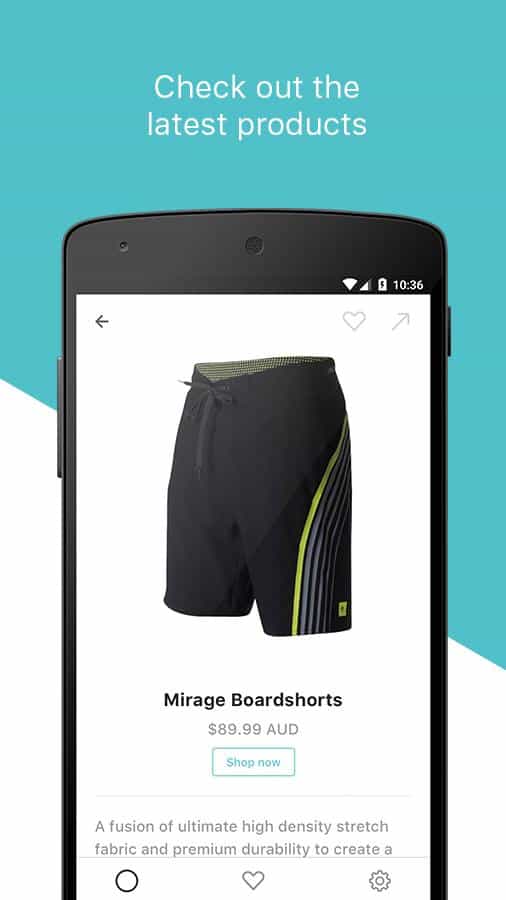 Check out the
latest products
10:36
Mirage Boardshorts
$89.99 AUD
Shop now
A fusion of ultimate high density stretch
fabric and premium durability to create a